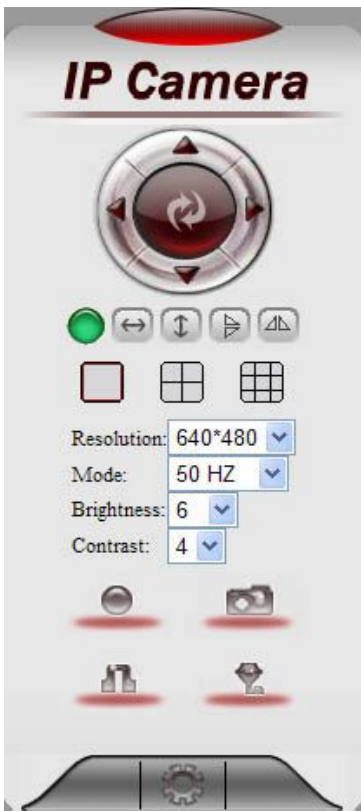 IP Camera
Resolution: 640*480
Mode: 50 HZ
Brightness: 6
Contrast: 4